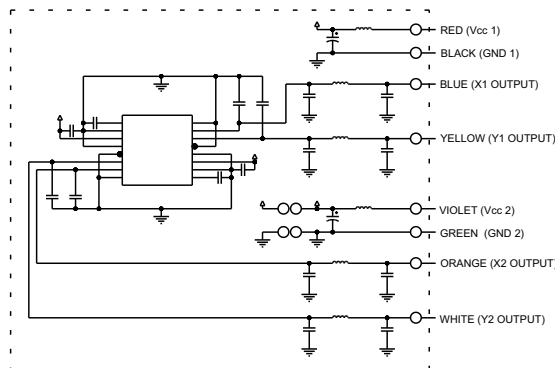 RED (Vcc 1)
BLACK (GND 1)
BLUE (X1 OUTPUT)
YELLOW (Y1 OUTPUT)
VIOLET (Vcc 2)
GREEN (GND 2)
ORANGE (X2 OUTPUT)
WHITE (Y2 OUTPUT)